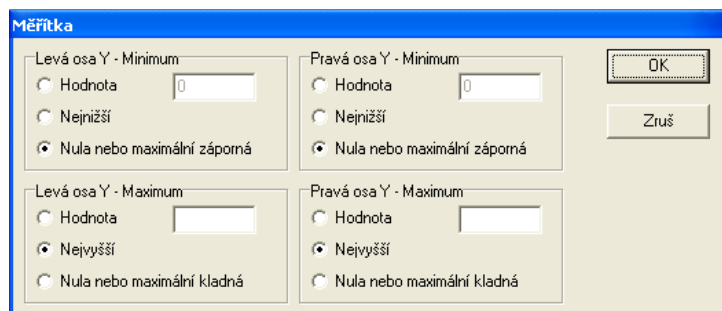 Měřítka
Levá osa Y - Minimum
Hodnota 0
Nejnižší
Nula nebo maximální záporná
Pravá osa Y - Minimum
Hodnota 0
Nejnižší
Nula nebo maximální záporná
OK
Zruš
Levá osa Y - Maximum
Hodnota
Nejvyšší
Nula nebo maximální kladná
Pravá osa Y - Maximum
Hodnota
Nejvyšší
Nula nebo maximální kladná